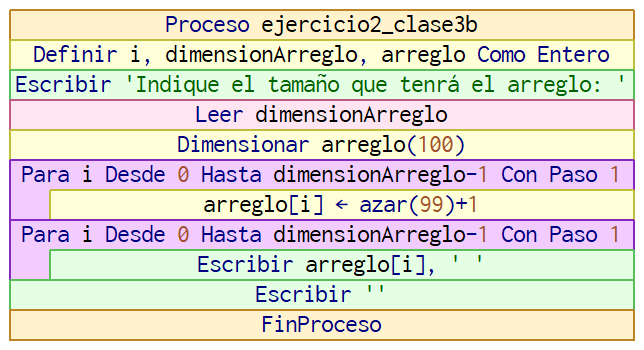 Proceso ejercicio2_clase3b
Definir i, dimensionArreglo, arreglo Como Entero
Escribir 'Indique el tamaño que tenrá el arreglo: '
Leer dimensionArreglo
Dimensionar arreglo(100)
Para i Desde 0 Hasta dimensionArreglo-1 Con Paso 1
arreglo[i] ← azar(99)+1
Para i Desde 0 Hasta dimensionArreglo-1 Con Paso 1
Escribir arreglo[i], ' '
Escribir ''
FinProceso